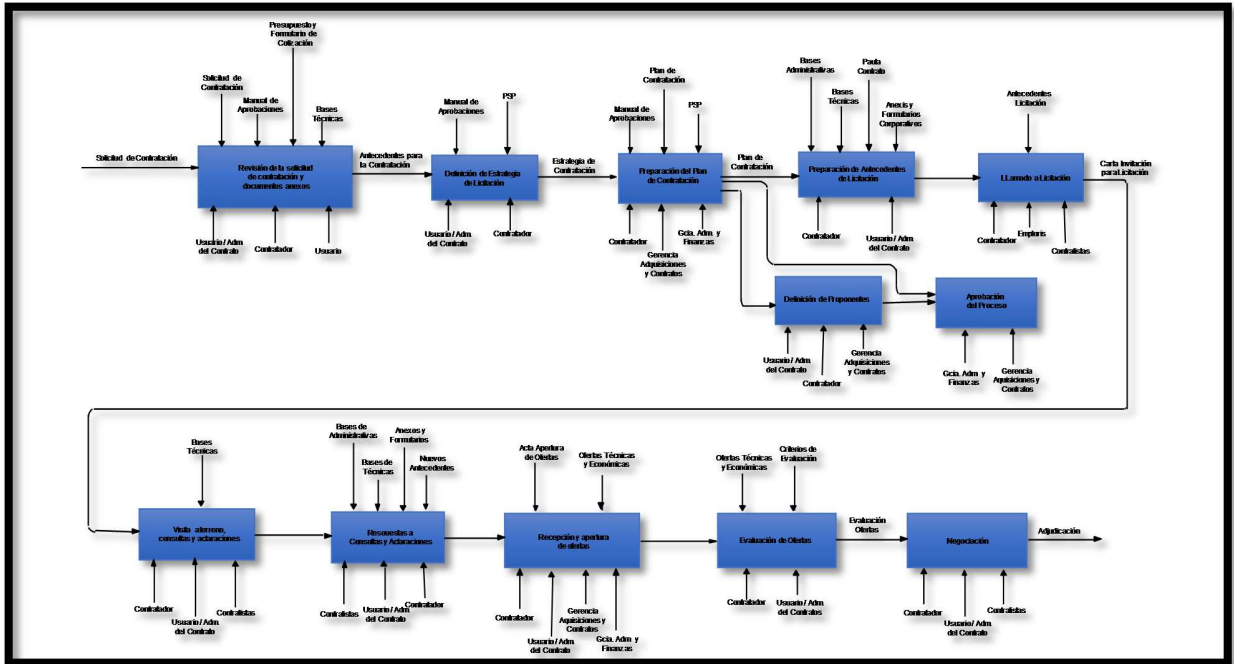 Presupuesto y
Formulario de
Cotización
Solicitud de
Contratación
Manual de
Aprobaciones
Bases
Técnicas
Solicitud de Contratación
Revisión de la solicitud
de contratación y
documentos anexos
Usuario / Adm.
del Contrato
Contratador
Usuario
Antecedentes para
la Contratación
Manual de
Aprobaciones
PSP
Definición de Estrategia
de Licitación
Usuario / Adm.
del Contrato
Contratador
Estrategia de
Contratación
Plan de
Contratación
Manual de
Aprobaciones
PSP
Preparación del Plan
de Contratación
Contratador
Gerencia
Adquisiciones
y Contratos
Gcia. Adm. y
Finanzas
Plan de
Contratación
Bases
Administrativas
Bases
Técnicas
Pauta
Contrato
Anexis y
Formularios
Corporativos
Preparación de Antecedentes
de Licitación
Contratador
Usuario / Adm.
del Contrato
Antecedentes
Licitación
LLamado a Licitación
Contratador
Emploris
Contratistas
Carta Invitación
para Licitación
Definición de Proponentes
Usuario / Adm.
del Contrato
Contratador
Gerencia
Adquisiciones
y Contratos
Aprobación
del Proceso
Gcia. Adm. y
Finanzas
Gerencia
Aquisiciones y
Contratos
Bases
Técnicas
Visita a terreno,
consultas y aclaraciones
Contratador
Usuario / Adm.
del Contrato
Contratistas
Bases de
Administrativas
Bases de
Técnicas
Anexos y
Formularios
Nuevos
Antecedentes
Respuestas a
Consultas y Aclaraciones
Contratistas
Usuario / Adm.
del Contrato
Contratador
Acta Apertura
de Ofertas
Ofertas Técnicas
y Económicas
Recepción y apertura
de ofertas
Contratador
Usuario / Adm.
del Contrato
Gerencia
Aquisiciones y
Contratos
Gcia. Adm. y
Finanzas
Ofertas Técnicas
y Económicas
Criterios de
Evaluación
Evaluación de Ofertas
Contratador
Usuario / Adm.
de Contratos
Evaluación
Ofertas
Negociación
Contratador
Usuario / Adm.
del Contrato
Contratistas
Adjudicación